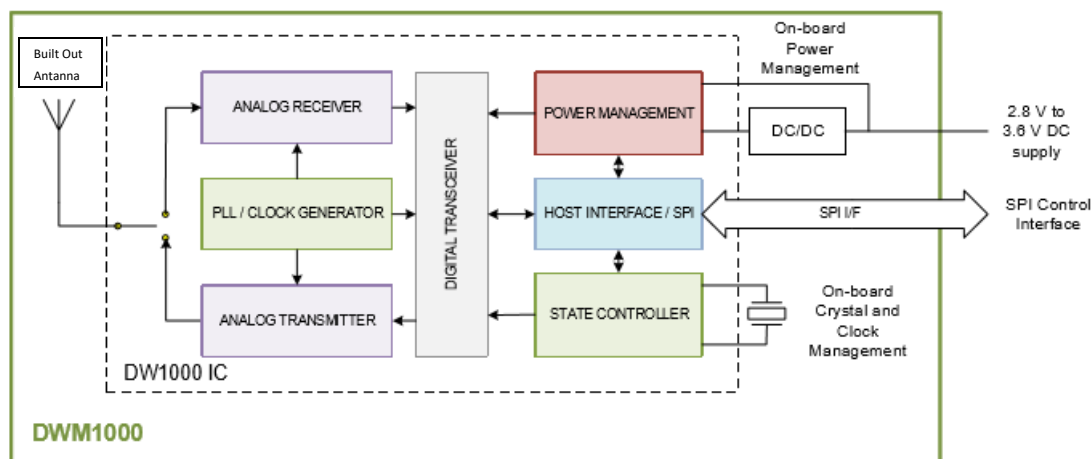 Built Out
Antanna
ANALOG RECEIVER
PLL / CLOCK GENERATOR
ANALOG TRANSMITTER
DW1000 IC
DIGITAL TRANSCEIVER
POWER MANAGEMENT
HOST INTERFACE / SPI
STATE CONTROLLER
On-board
Power
Management
DC/DC
2.8 V to
3.6 V DC
supply
SPI I/F
SPI Control
Interface
On-board
Crystal and
Clock
Management
DWM1000